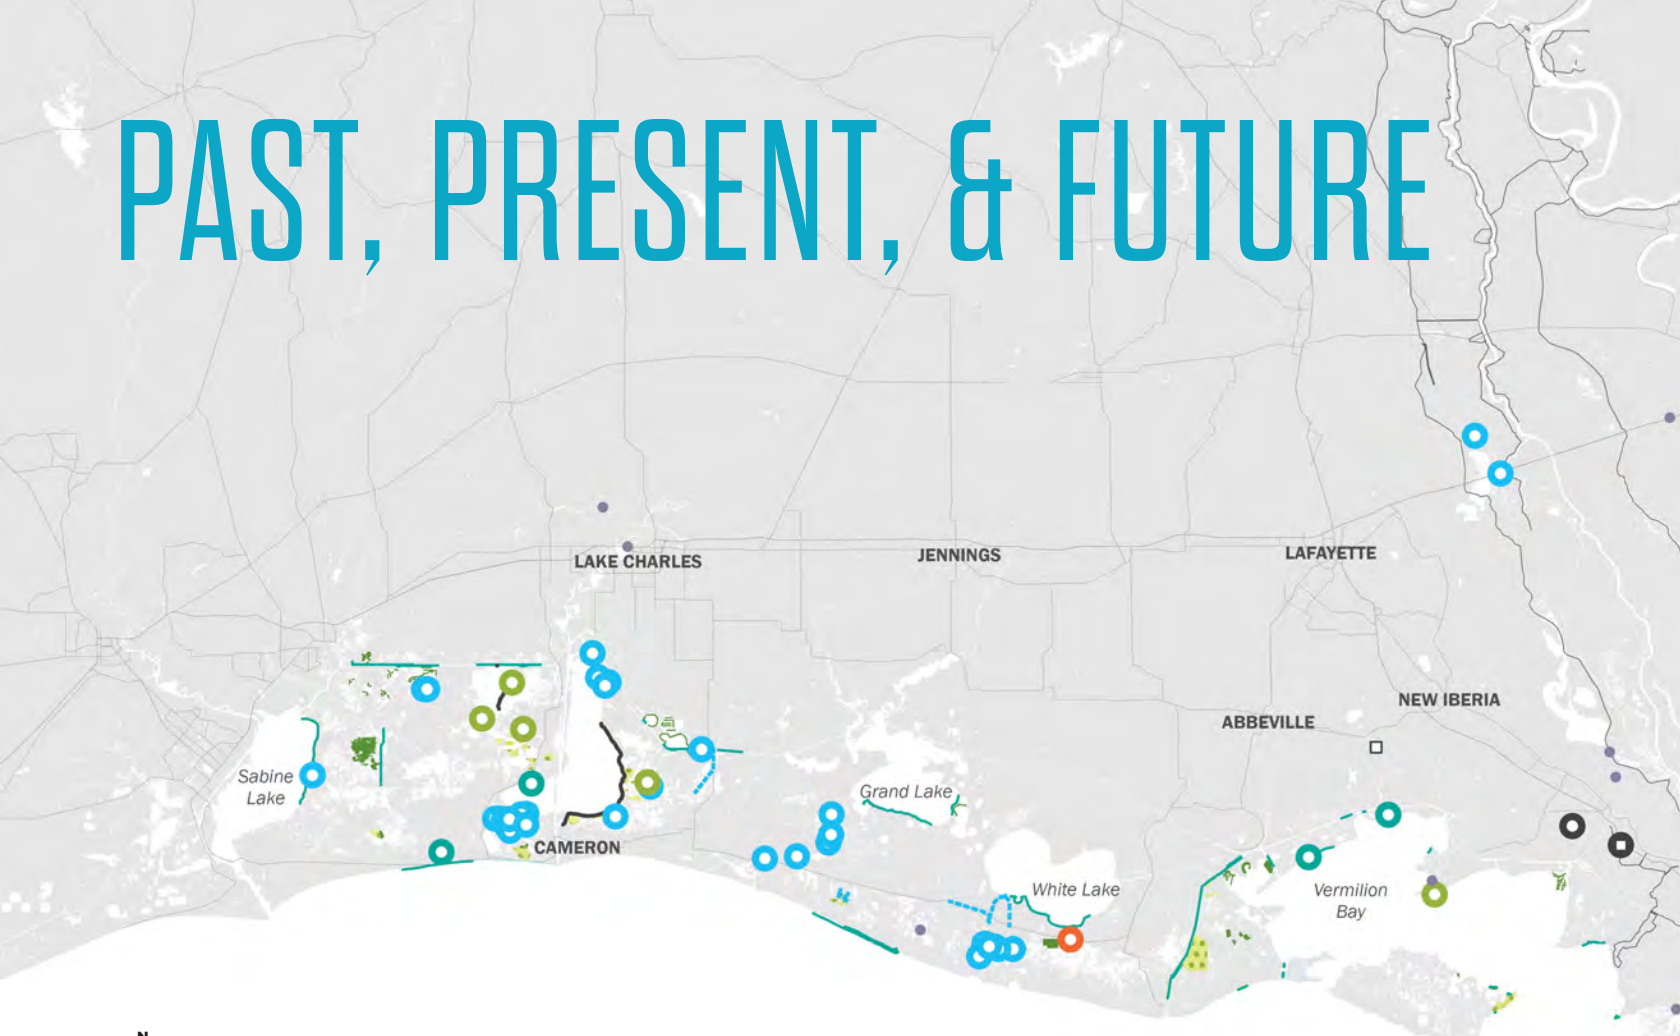 PAST, PRESENT, & FUTURE
LAKE CHARLES
JENNINGS
LAFAYETTE
NEW IBERIA
ABBEVILLE
Sabine
Lake
Grand Lake
CAMERON
White Lake
Vermilion
Bay
N